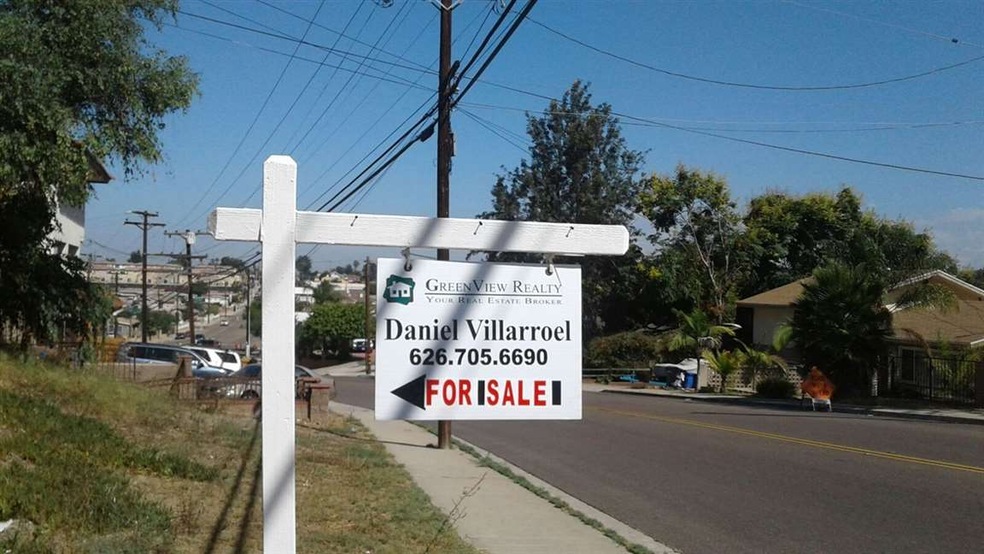 GREENVIEW REALTY
YOUR REAL ESTATE BROKER
Daniel Villarroel
626.705.6690
FOR SALE